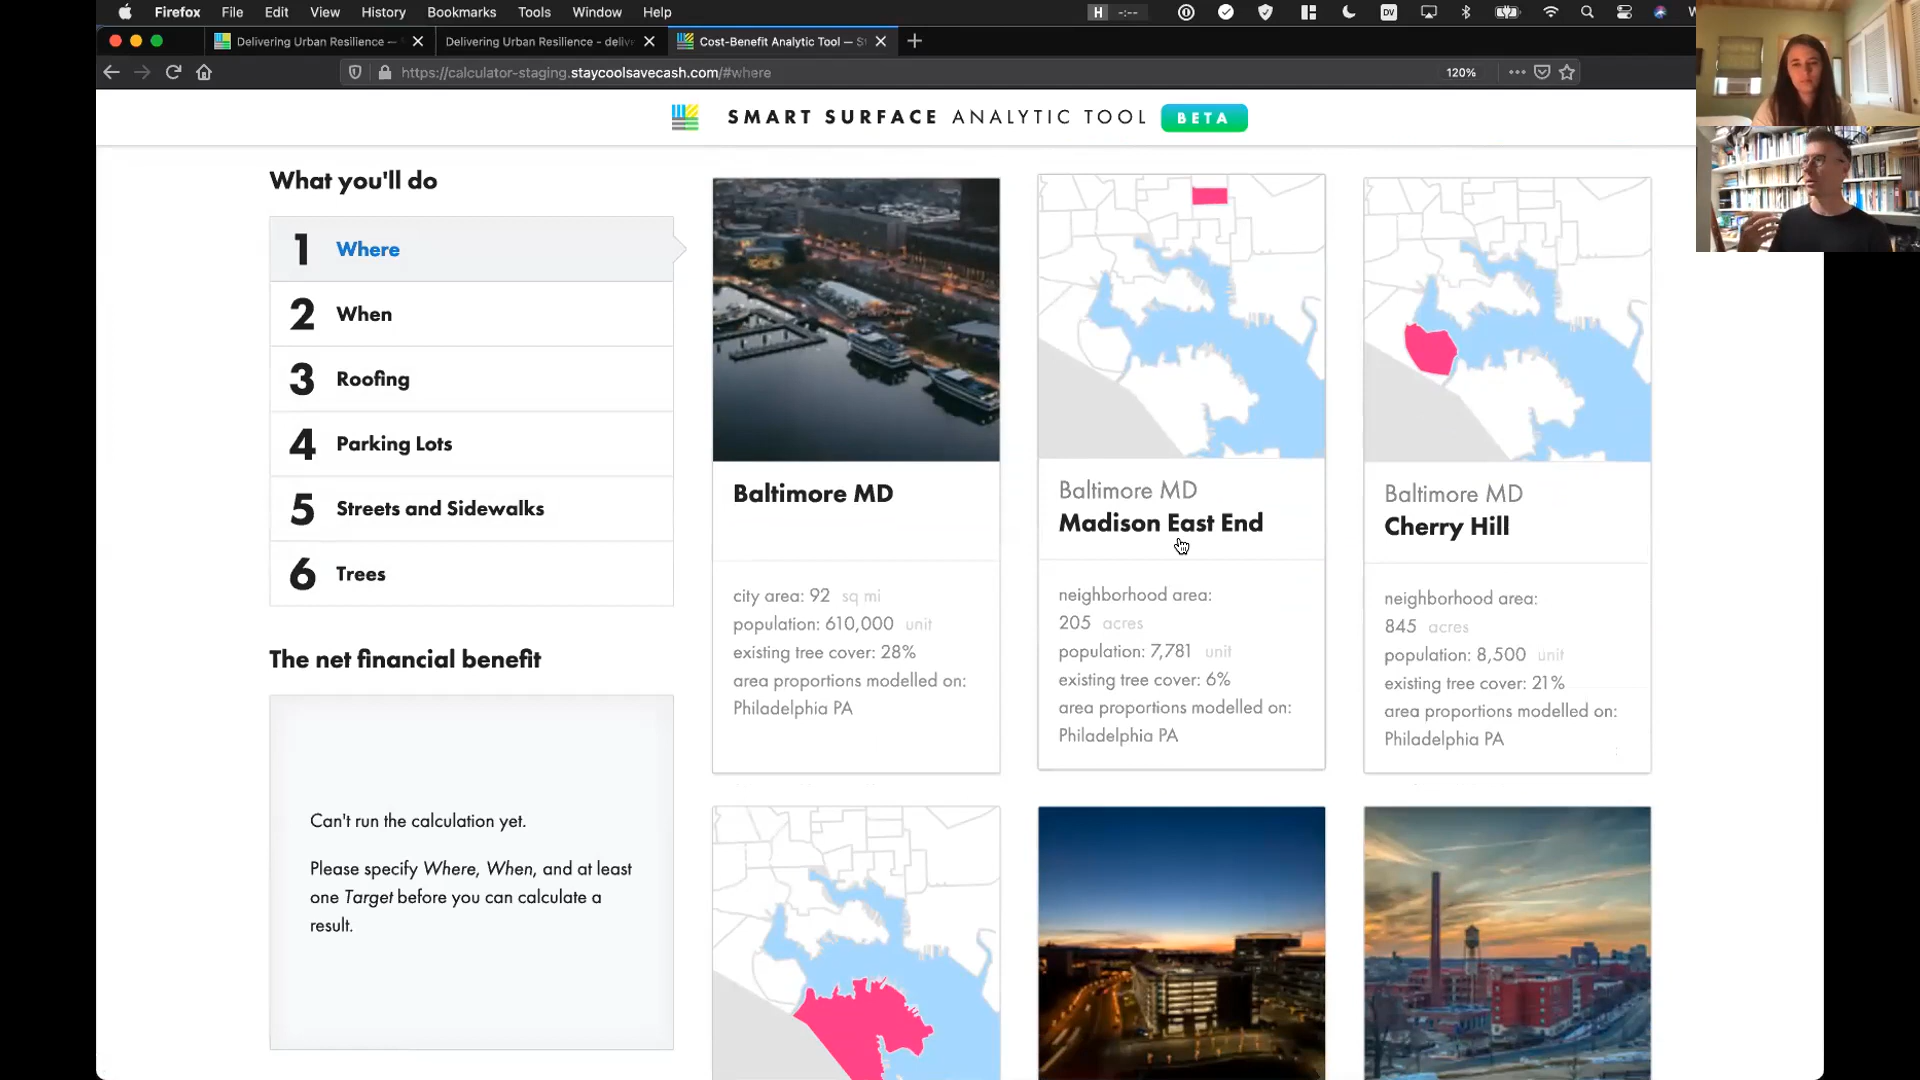 Firefox File Edit View History Bookmarks Tools Window Help
H --:-- DV
Delivering Urban Resilience —
Delivering Urban Resilience - deliv
Cost-Benefit Analytic Tool — S
https://calculator-staging.staycoolsavecash.com/#where
120%
SMART SURFACE ANALYTIC TOOL BETA
What you'll do
1 Where
2 When
3 Roofing
4 Parking Lots
5 Streets and Sidewalks
6 Trees
The net financial benefit
Can't run the calculation yet.
Please specify Where, When, and at least
one Target before you can calculate a
result.
Baltimore MD
city area: 92 sq mi
population: 610,000 unit
existing tree cover: 28%
area proportions modelled on:
Philadelphia PA
Baltimore MD
Madison East End
neighborhood area:
205 acres
population: 7,781 unit
existing tree cover: 6%
area proportions modelled on:
Philadelphia PA
Baltimore MD
Cherry Hill
neighborhood area:
845 acres
population: 8,500 unit
existing tree cover: 21%
area proportions modelled on:
Philadelphia PA